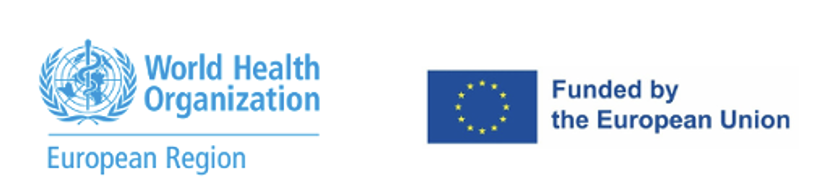 World Health
Organization
European Region
Funded by
the European Union